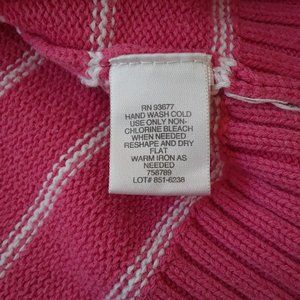 RN 93677
HAND WASH COLD
USE ONLY NON-
CHLORINE BLEACH
WHEN NEEDED
RESHAPE AND DRY
FLAT
WARM IRON AS
NEEDED
758789
LOT# 851-6238